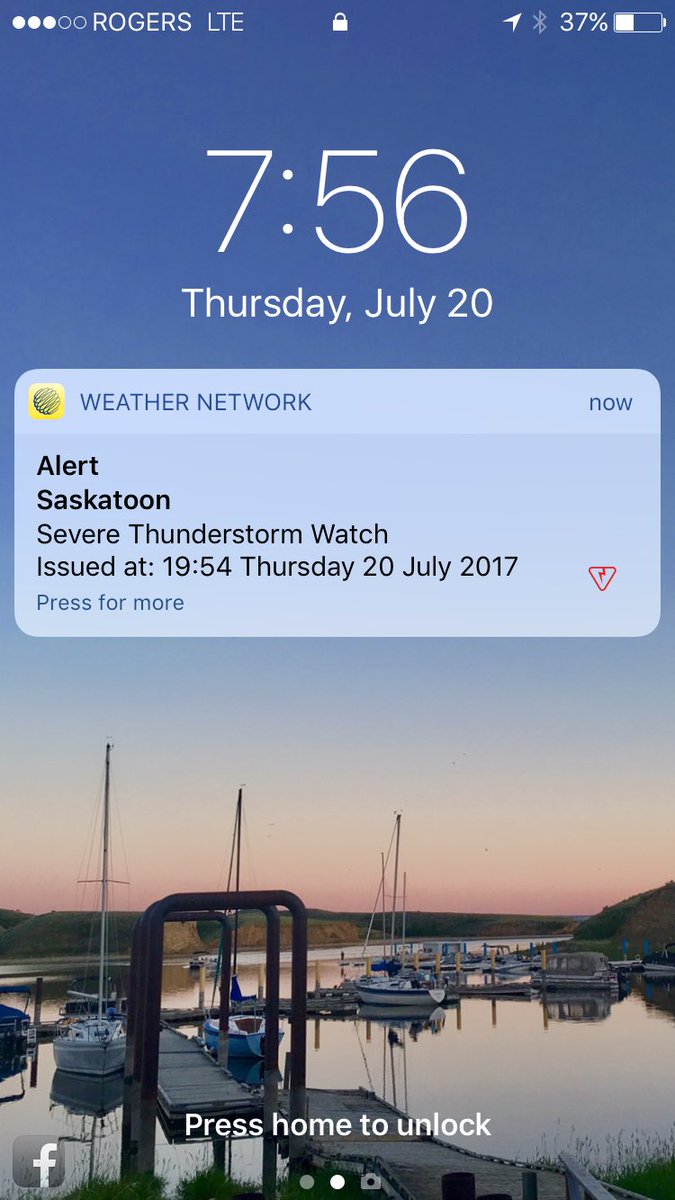 ROGERS LTE 37%
7:56
Thursday, July 20
WEATHER NETWORK now
Alert
Saskatoon
Severe Thunderstorm Watch
Issued at: 19:54 Thursday 20 July 2017
Press for more
Press home to unlock